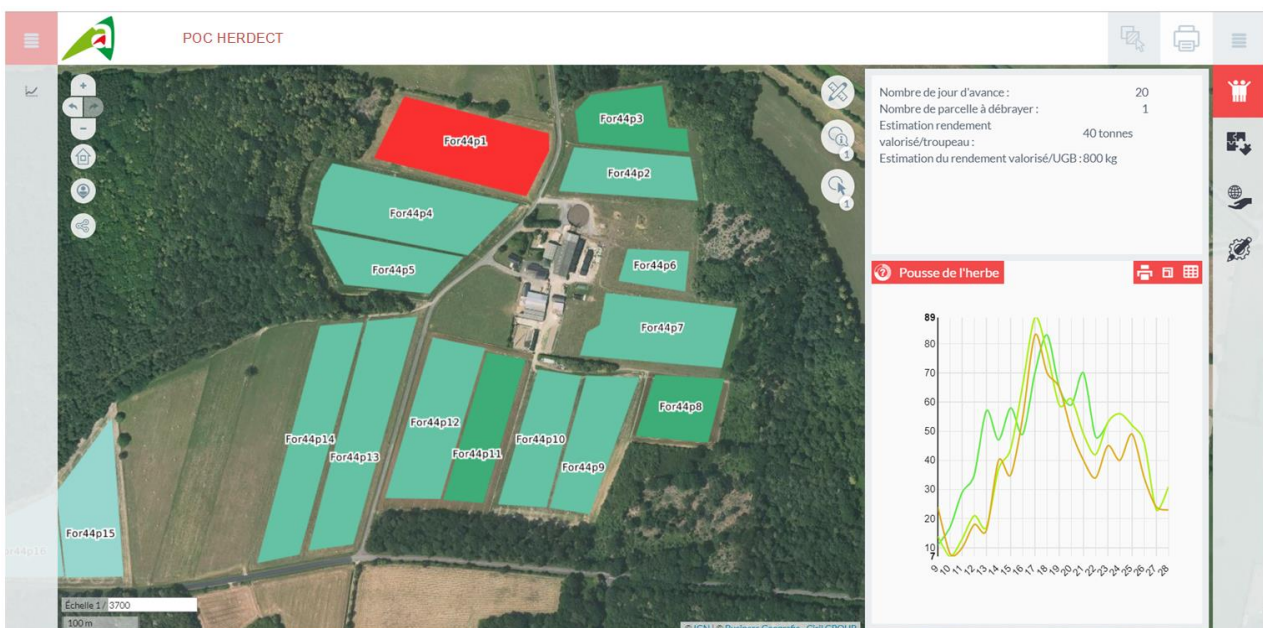 POC HERDECT
For44p1
For44p3
For44p2
For44p4
For44p5
For44p6
For44p7
For44p8
For44p12
For44p11
For44p10
For44p9
For44p14
For44p13
For44p15
Échelle 1 / 3700
100 m
1
1
Nombre de jour d'avance : 20
Nombre de parcelle à débrayer : 1
Estimation rendement
valorisé/troupeau : 40 tonnes
Estimation du rendement valorisé/UGB : 800 kg
Pousse de l'herbe
89
80
70
60
50
40
30
20
10
7
9 10 11 12 13 14 15 16 17 18 19 20 21 22 23 24 25 26 27 28